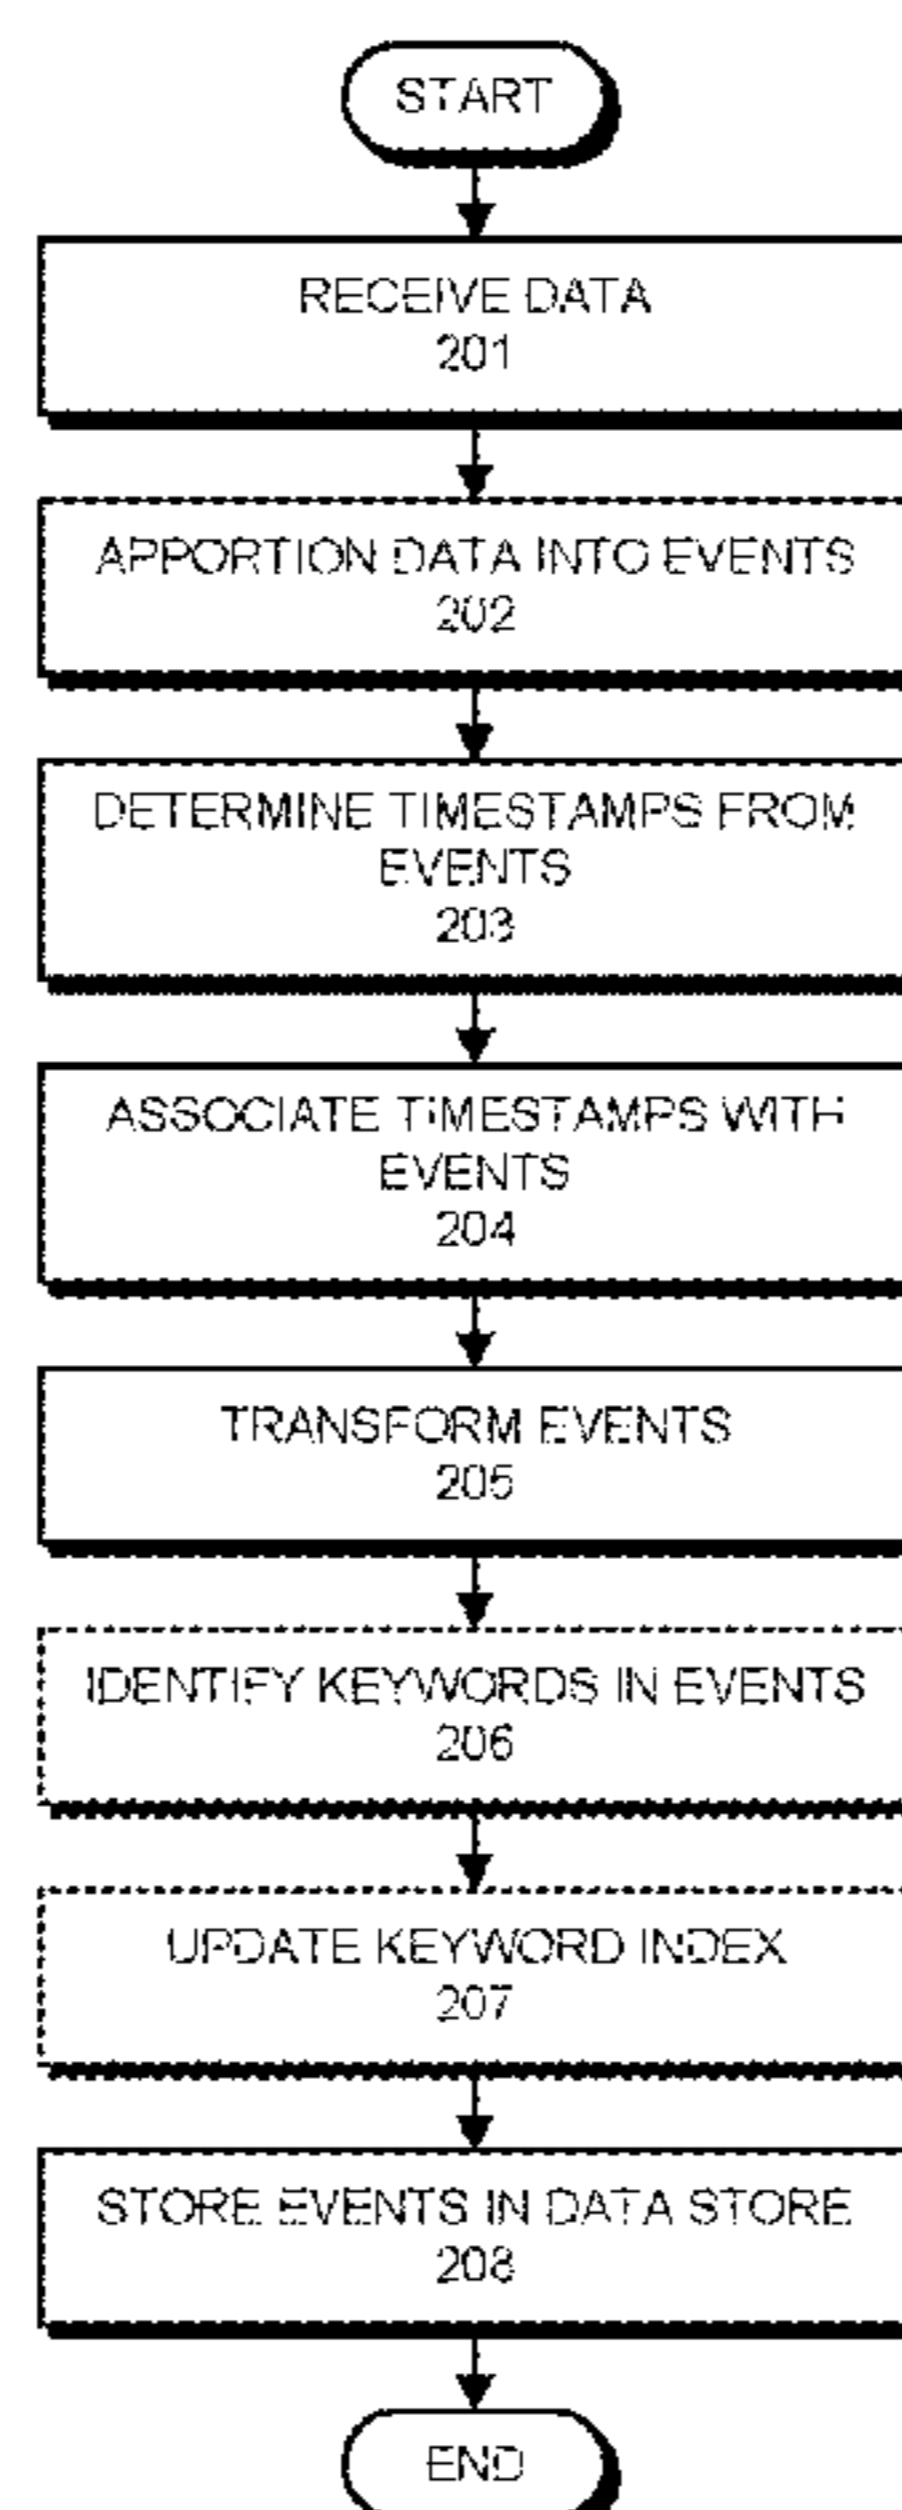 START
RECEIVE DATA
201
APPORTION DATA INTO EVENTS
202
DETERMINE TIMESTAMPS FROM
EVENTS
203
ASSOCIATE TIMESTAMPS WITH
EVENTS
204
TRANSFORM EVENTS
205
IDENTIFY KEYWORDS IN EVENTS
206
UPDATE KEYWORD INDEX
207
STORE EVENTS IN DATA STORE
208
END